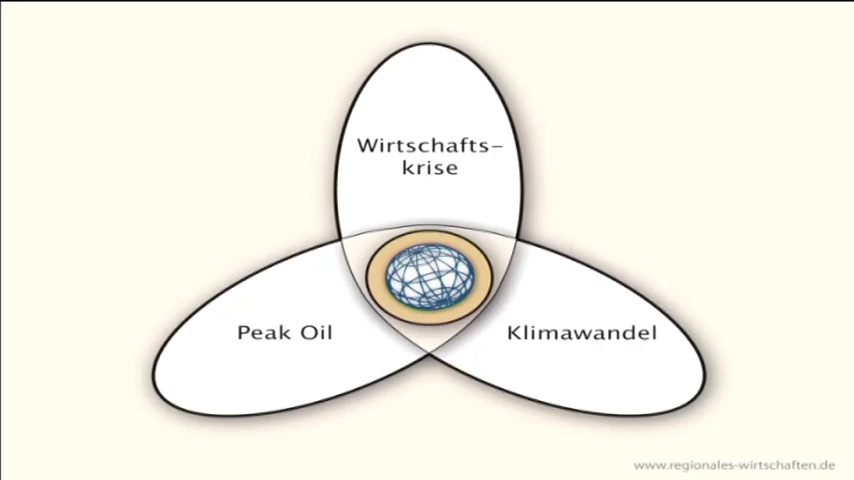 Wirtschafts-
krise
Peak Oil
Klimawandel
www.regionales-wirtschaften.de